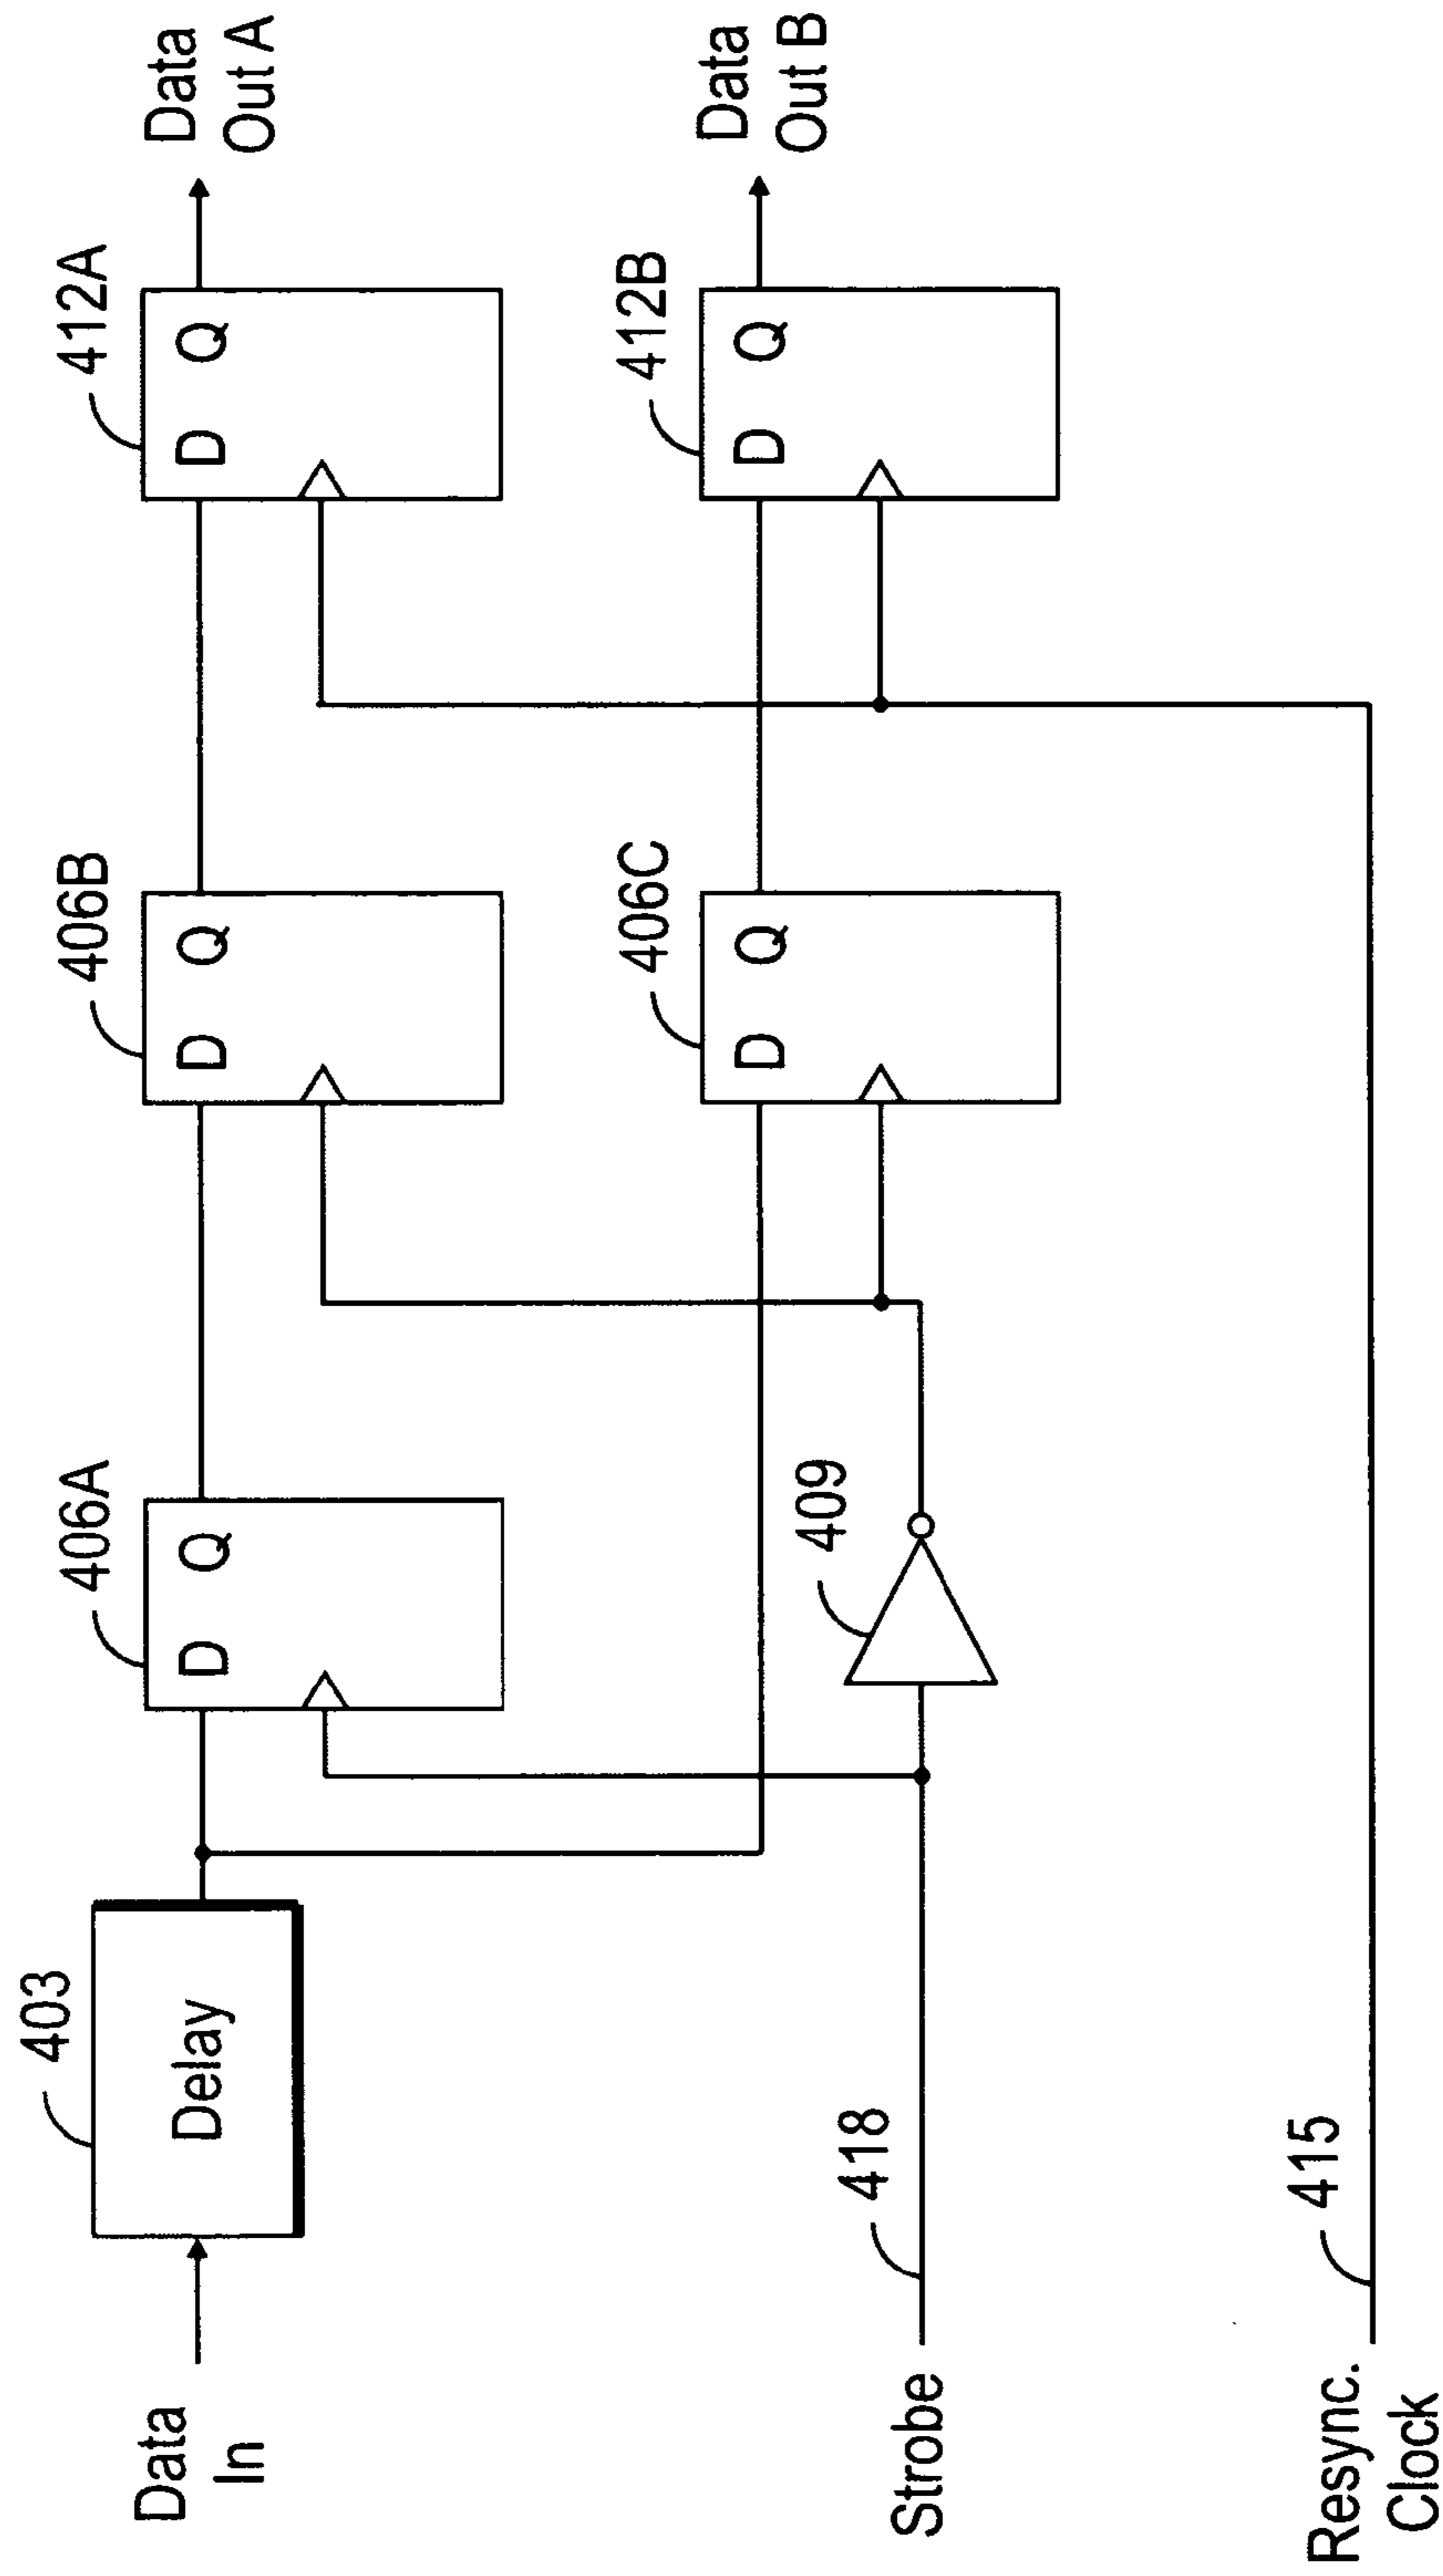 403
406A
406B
412A
Data
In
Delay
D Q
D Q
D Q
Data
Out A
406C
412B
D Q
D Q
Data
Out B
409
418
Strobe
415
Resync.
Clock